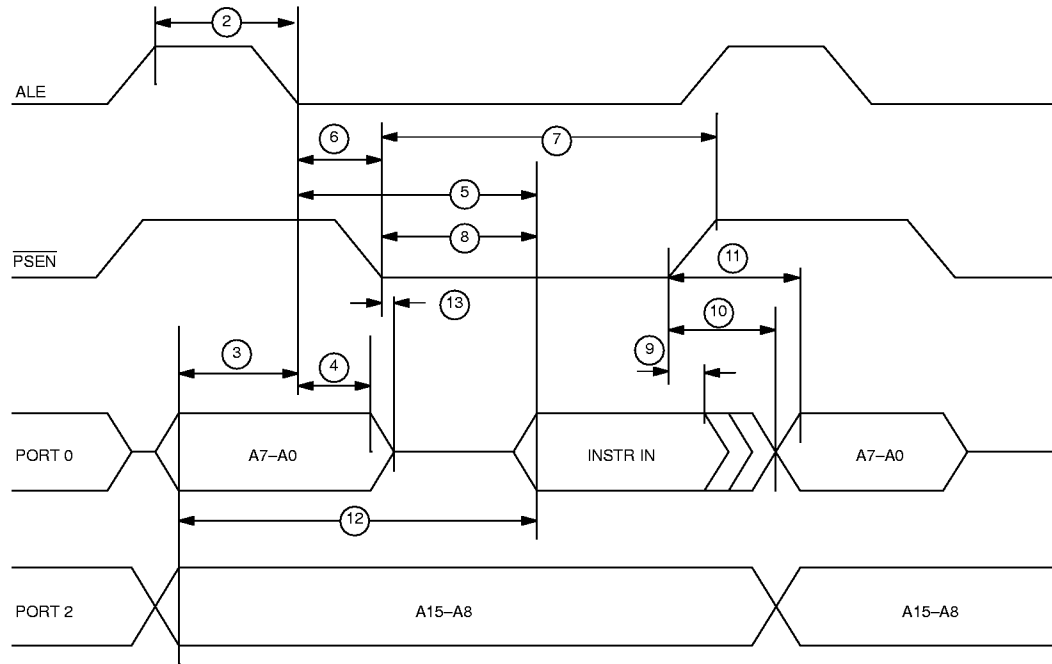 2
ALE
6
7
5
PSEN
8
11
13
10
9
3
4
PORT 0
A7–A0
INSTR IN
A7–A0
12
PORT 2
A15–A8
A15–A8